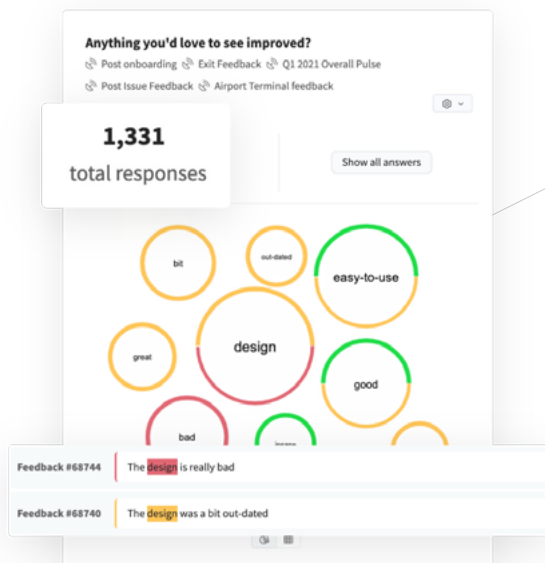 Anything you'd love to see improved?
Post onboarding Exit Feedback Q1 2021 Overall Pulse
Post Issue Feedback Airport Terminal feedback
1,331
total responses
Show all answers
bit
out-dated
easy-to-use
great
design
good
bad
Feedback #68744 The design is really bad
Feedback #68740 The design was a bit out-dated